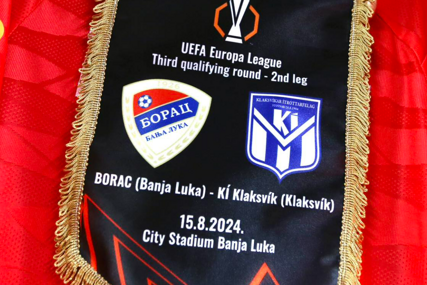 UEFA Europa League
Third qualifying round - 2nd leg
БОРАЦ
БАЊА ЛУКА
KÍ
BORAC (Banja Luka) - KÍ Klaksvík (Klaksvík)
15.8.2024.
City Stadium Banja Luka